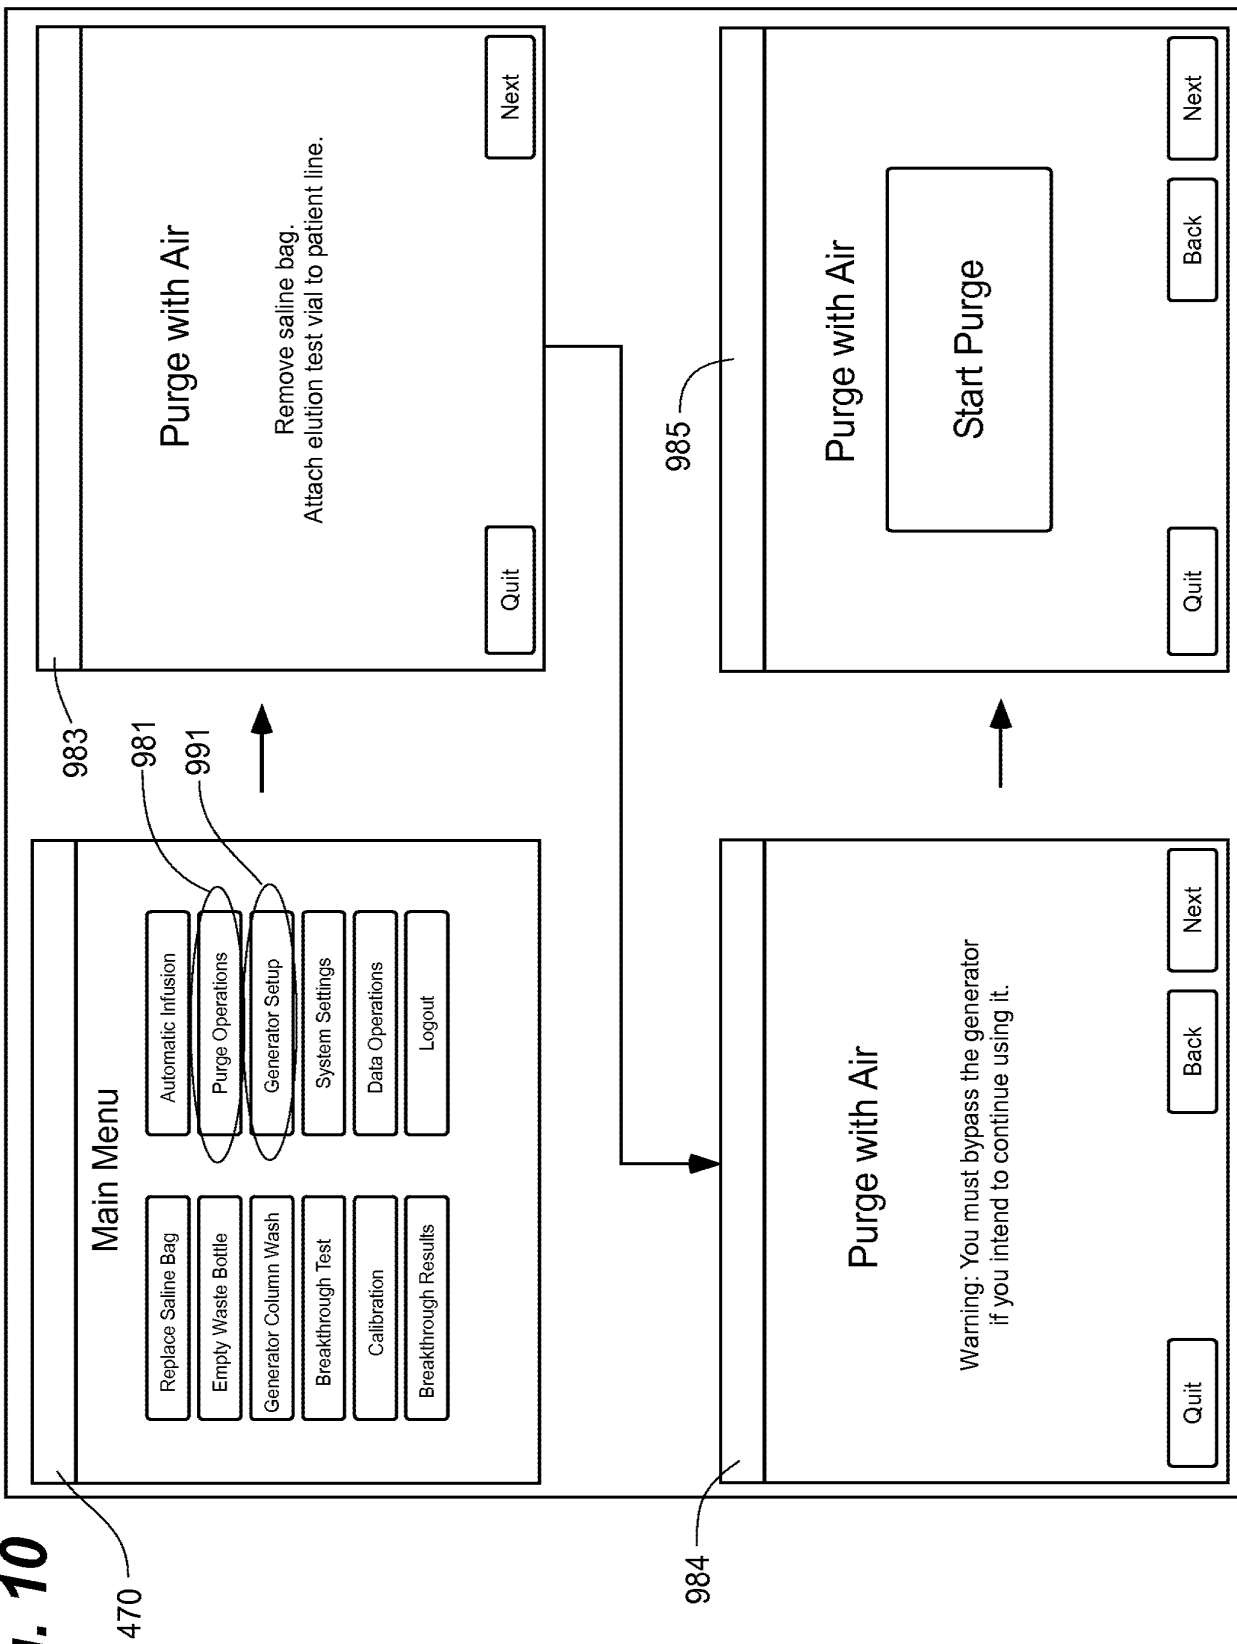 Main Menu
Replace Saline Bag
Empty Waste Bottle
Generator Column Wash
Breakthrough Test
Calibration
Breakthrough Results
Automatic Infusion
Purge Operations
Generator Setup
System Settings
Data Operations
Logout
470
981
991
983
Purge with Air
Remove saline bag.
Attach elution test vial to patient line.
Quit
Next
984
Purge with Air
Warning: You must bypass the generator
if you intend to continue using it.
Quit
Back
Next
985
Purge with Air
Start Purge
Quit
Back
Next
10